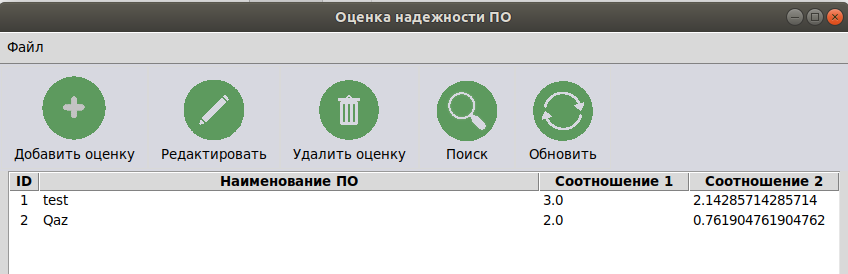 Оценка надежности ПО
Файл
Добавить оценку Редактировать Удалить оценку Поиск Обновить
ID Наименование ПО Соотношение 1 Соотношение 2
1 test 3.0 2.14285714285714
2 Qaz 2.0 0.761904761904762